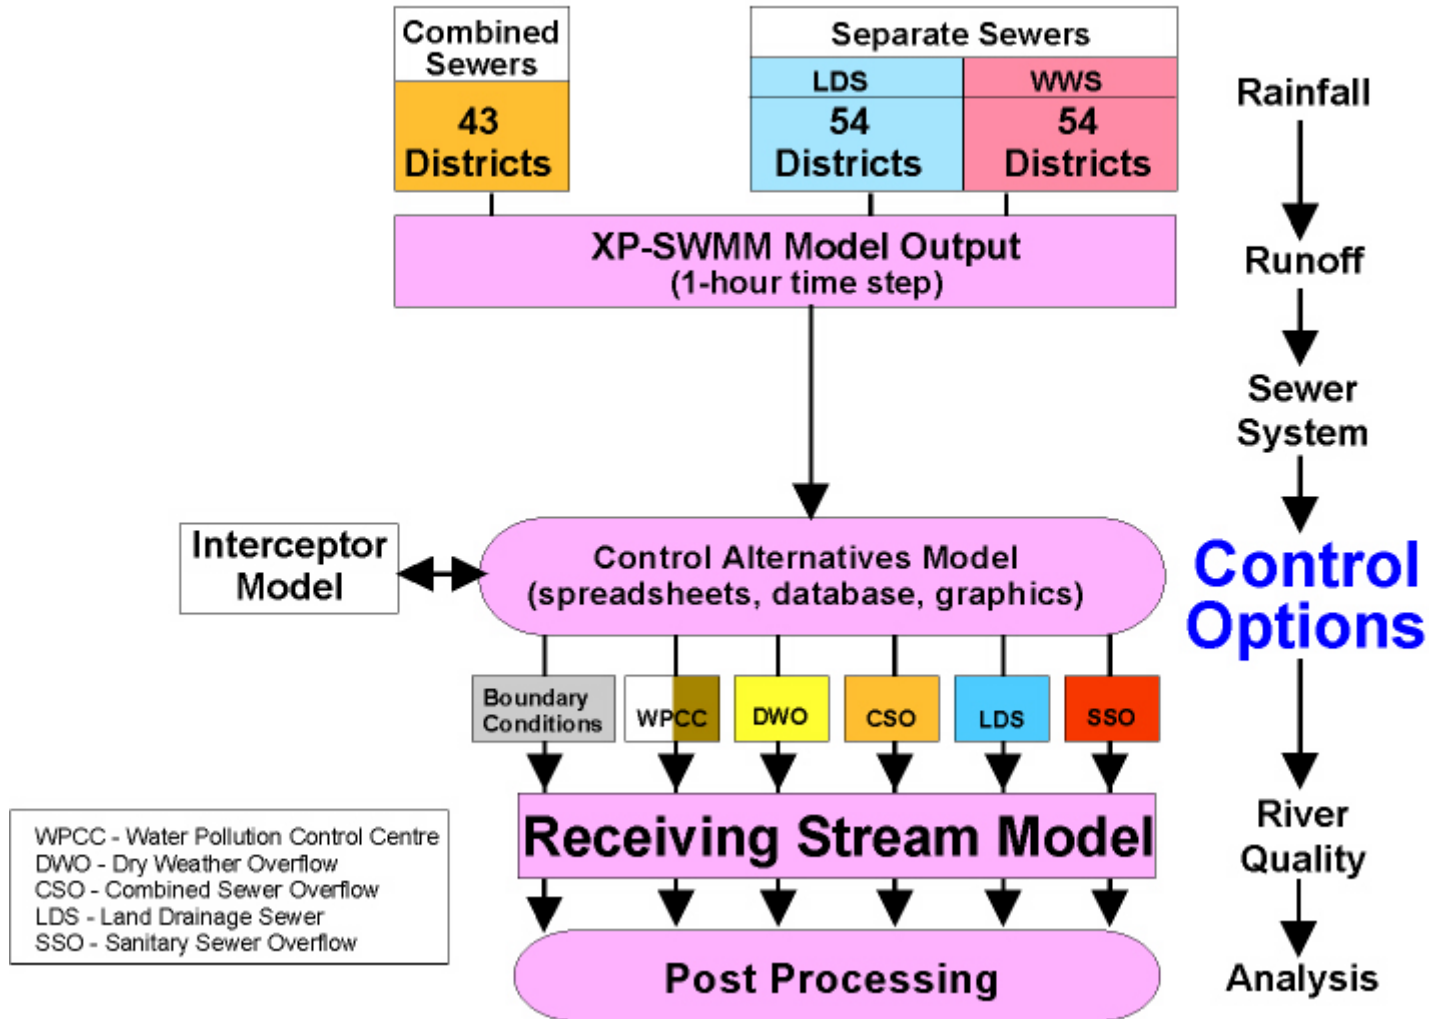 Combined
Sewers
43
Districts
Separate Sewers
LDS
54
Districts
WWS
54
Districts
XP-SWMM Model Output
(1-hour time step)
Interceptor
Model
Control Alternatives Model
(spreadsheets, database, graphics)
Boundary
Conditions
WPCC
DWO
CSO
LDS
SSO
Receiving Stream Model
Post Processing
Rainfall
Runoff
Sewer
System
Control
Options
River
Quality
Analysis
WPCC - Water Pollution Control Centre
DWO - Dry Weather Overflow
CSO - Combined Sewer Overflow
LDS - Land Drainage Sewer
SSO - Sanitary Sewer Overflow